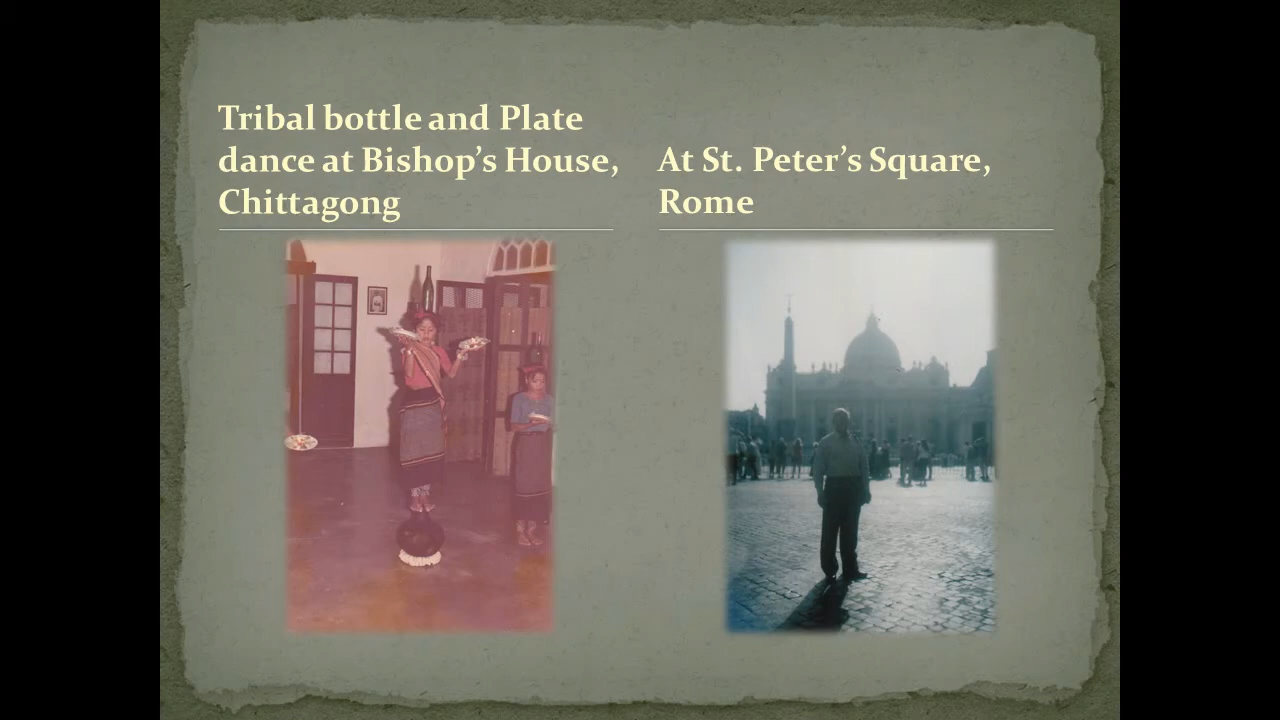 Tribal bottle and Plate
dance at Bishop’s House,
Chittagong
At St. Peter’s Square,
Rome